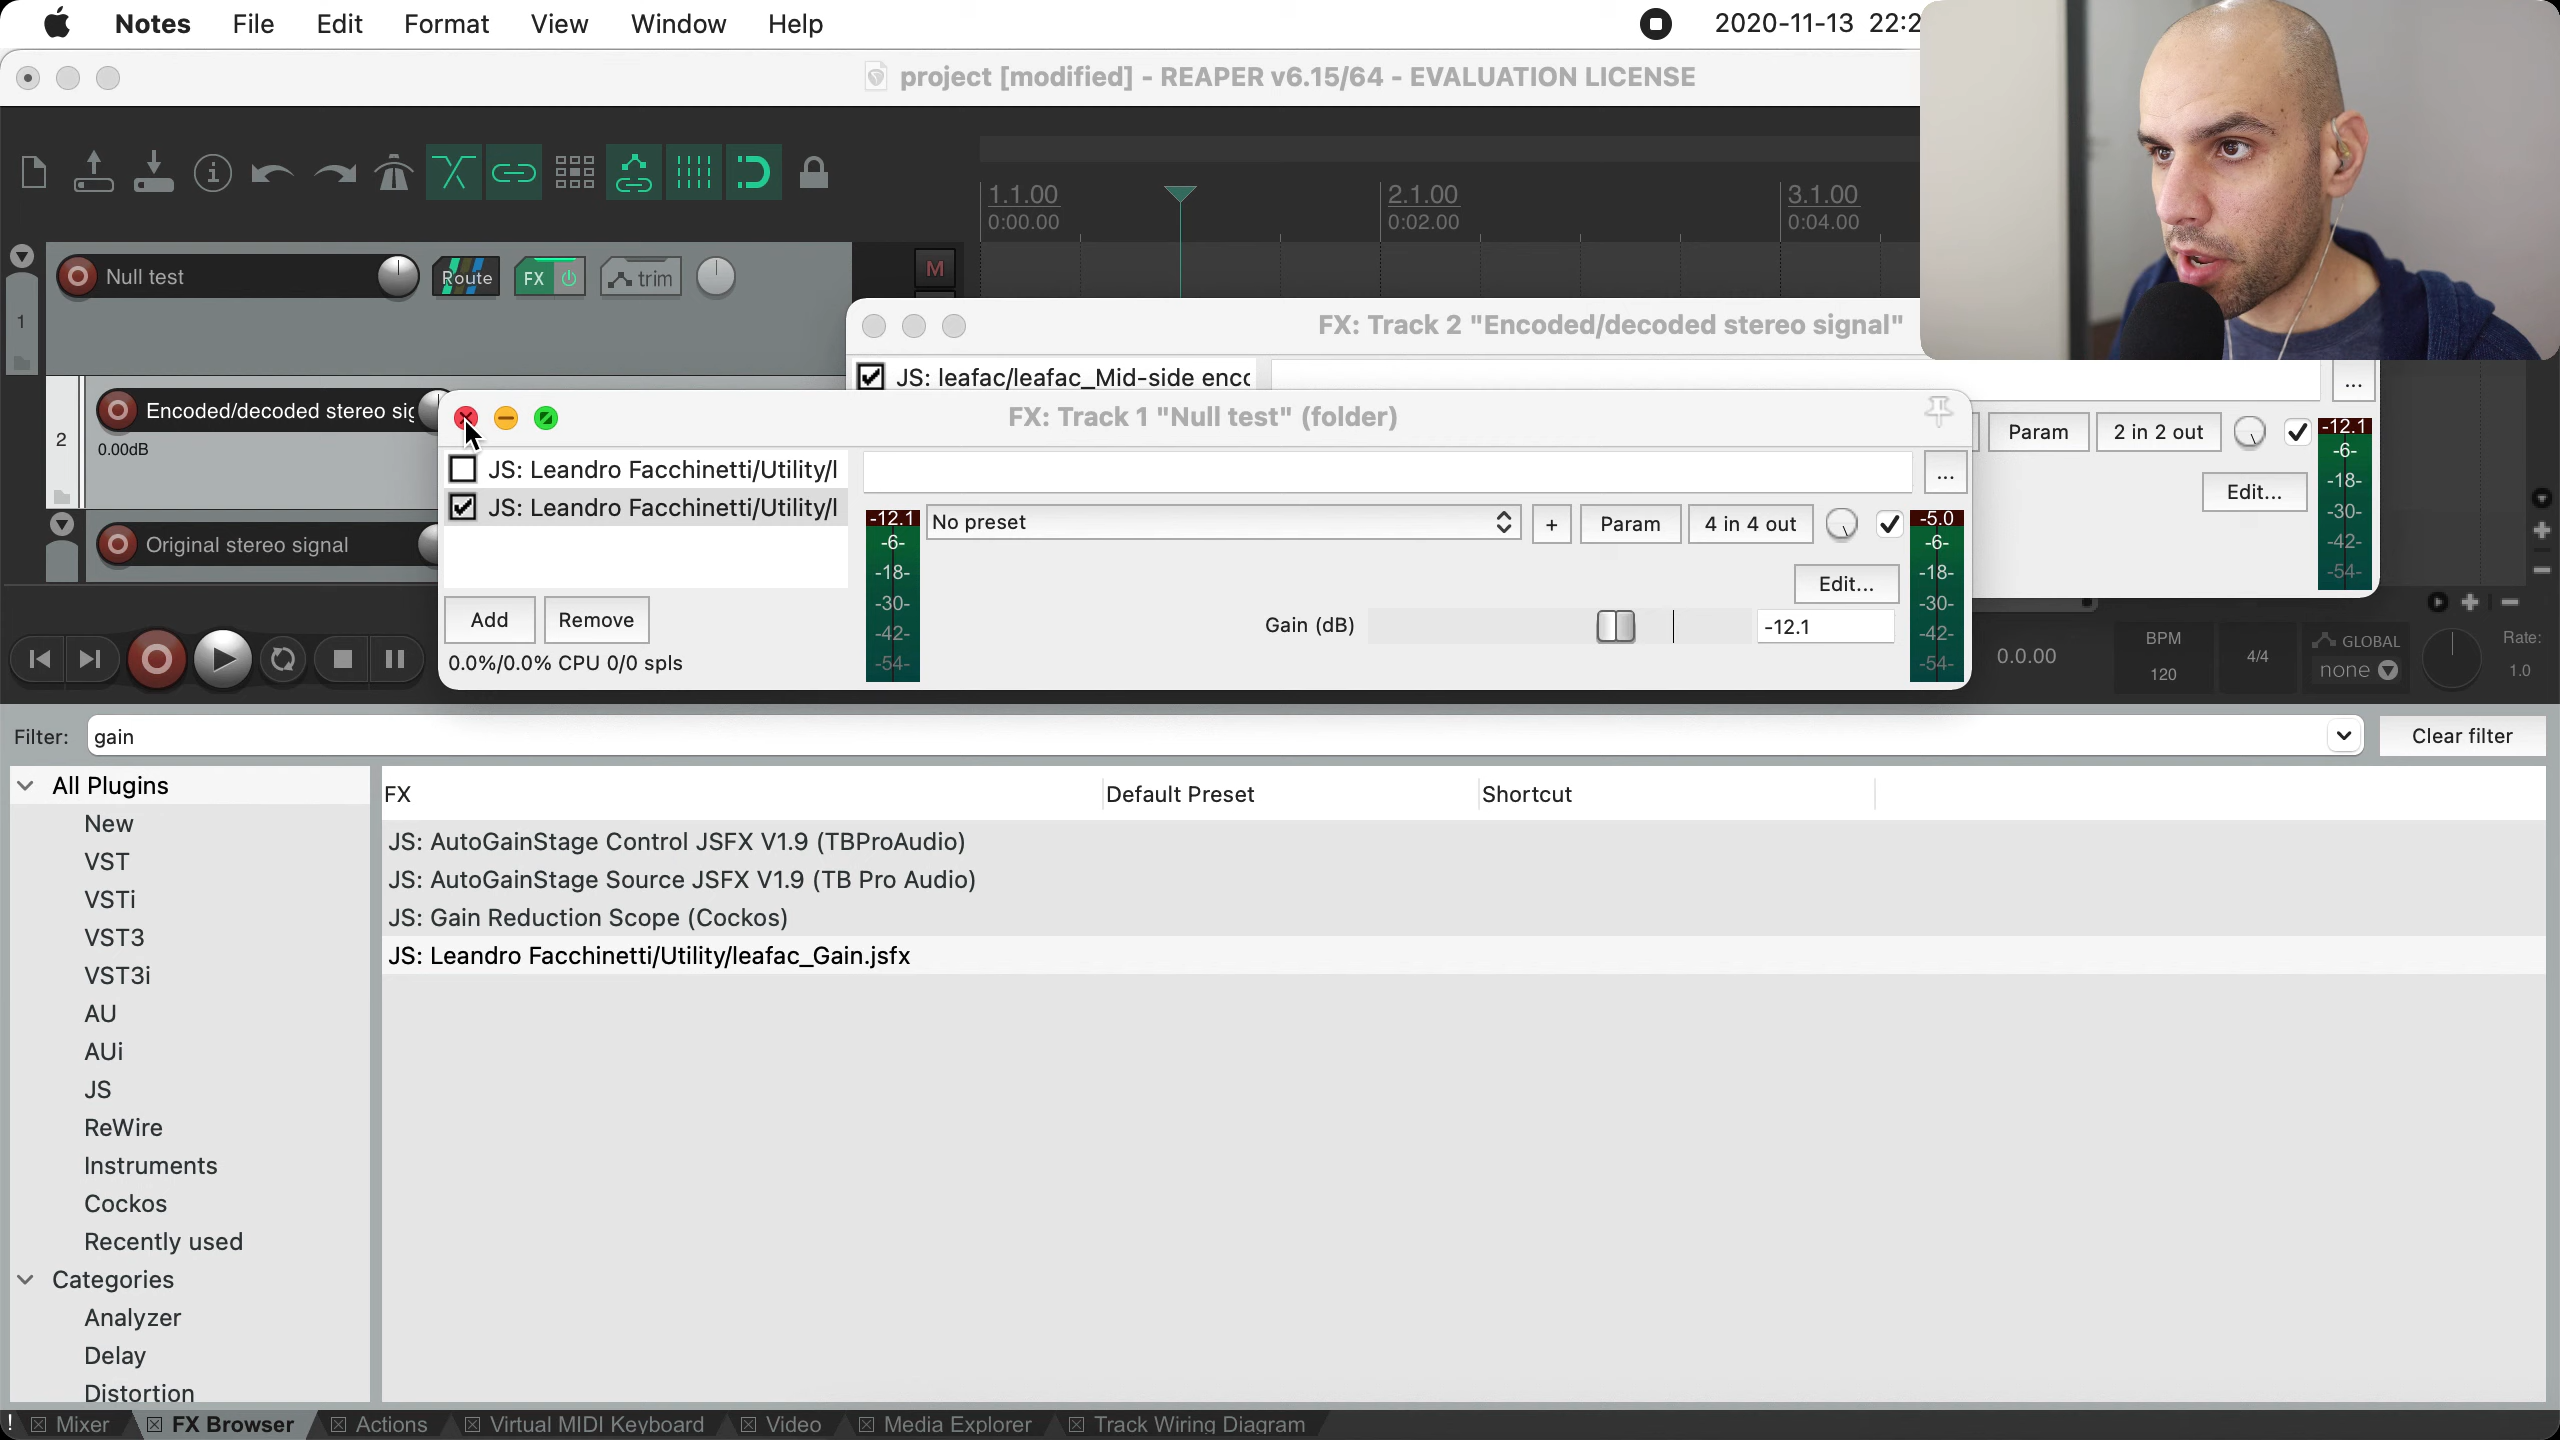 Notes File Edit Format View Window Help 2020-11-13 22:2
project [modified] - REAPER v6.15/64 - EVALUATION LICENSE
1.1.00 2.1.00 3.1.00
0:00.00 0:02.00 0:04.00
Null test Route FX trim M
1
FX: Track 2 "Encoded/decoded stereo signal"
JS: leafac/leafac_Mid-side enc
...
Encoded/decoded stereo sig
2
0.00dB
Param 2 in 2 out -12.1
-6-
-18-
-30-
-42-
-54-
Edit...
FX: Track 1 "Null test" (folder)
JS: Leandro Facchinetti/Utility/l
...
JS: Leandro Facchinetti/Utility/l
-12.1 No preset + Param 4 in 4 out -5.0
-6- -6-
-18- -18-
Edit...
-30- -30-
Add Remove Gain (dB) -12.1
-42- -42-
0.0%/0.0% CPU 0/0 spls
-54- -54-
Original stereo signal
0.0.00 BPM 120 4/4 GLOBAL none Rate: 1.0
Filter: gain Clear filter
All Plugins
New
VST
VSTi
VST3
VST3i
AU
AUi
JS
ReWire
Instruments
Cockos
Recently used
Categories
Analyzer
Delay
Distortion
FX Default Preset Shortcut
JS: AutoGainStage Control JSFX V1.9 (TBProAudio)
JS: AutoGainStage Source JSFX V1.9 (TB Pro Audio)
JS: Gain Reduction Scope (Cockos)
JS: Leandro Facchinetti/Utility/leafac_Gain.jsfx
! Mixer FX Browser Actions Virtual MIDI Keyboard Video Media Explorer Track Wiring Diagram